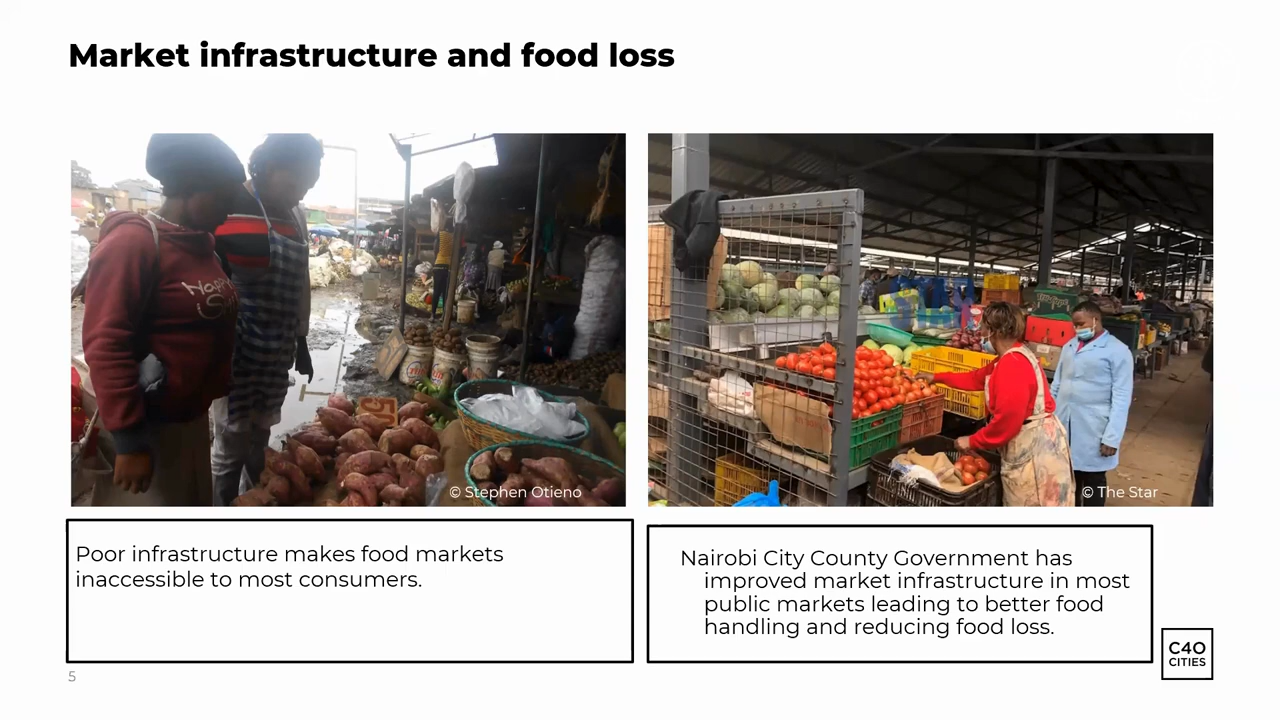 Market infrastructure and food loss
50
© Stephen Otieno
© The Star
Poor infrastructure makes food markets
inaccessible to most consumers.
Nairobi City County Government has
improved market infrastructure in most
public markets leading to better food
handling and reducing food loss.
C40
CITIES
5